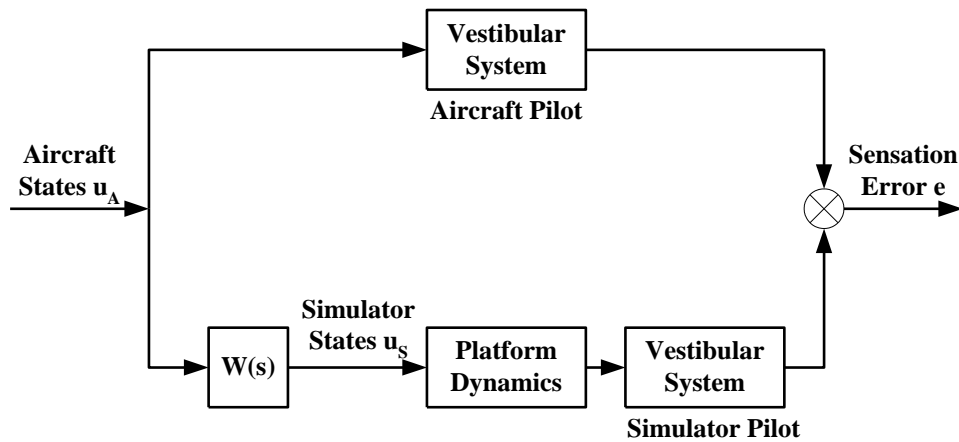 Vestibular
System
Aircraft Pilot
Aircraft
States u_A
Sensation
Error e
Simulator
States u_S
W(s)
Platform
Dynamics
Vestibular
System
Simulator Pilot